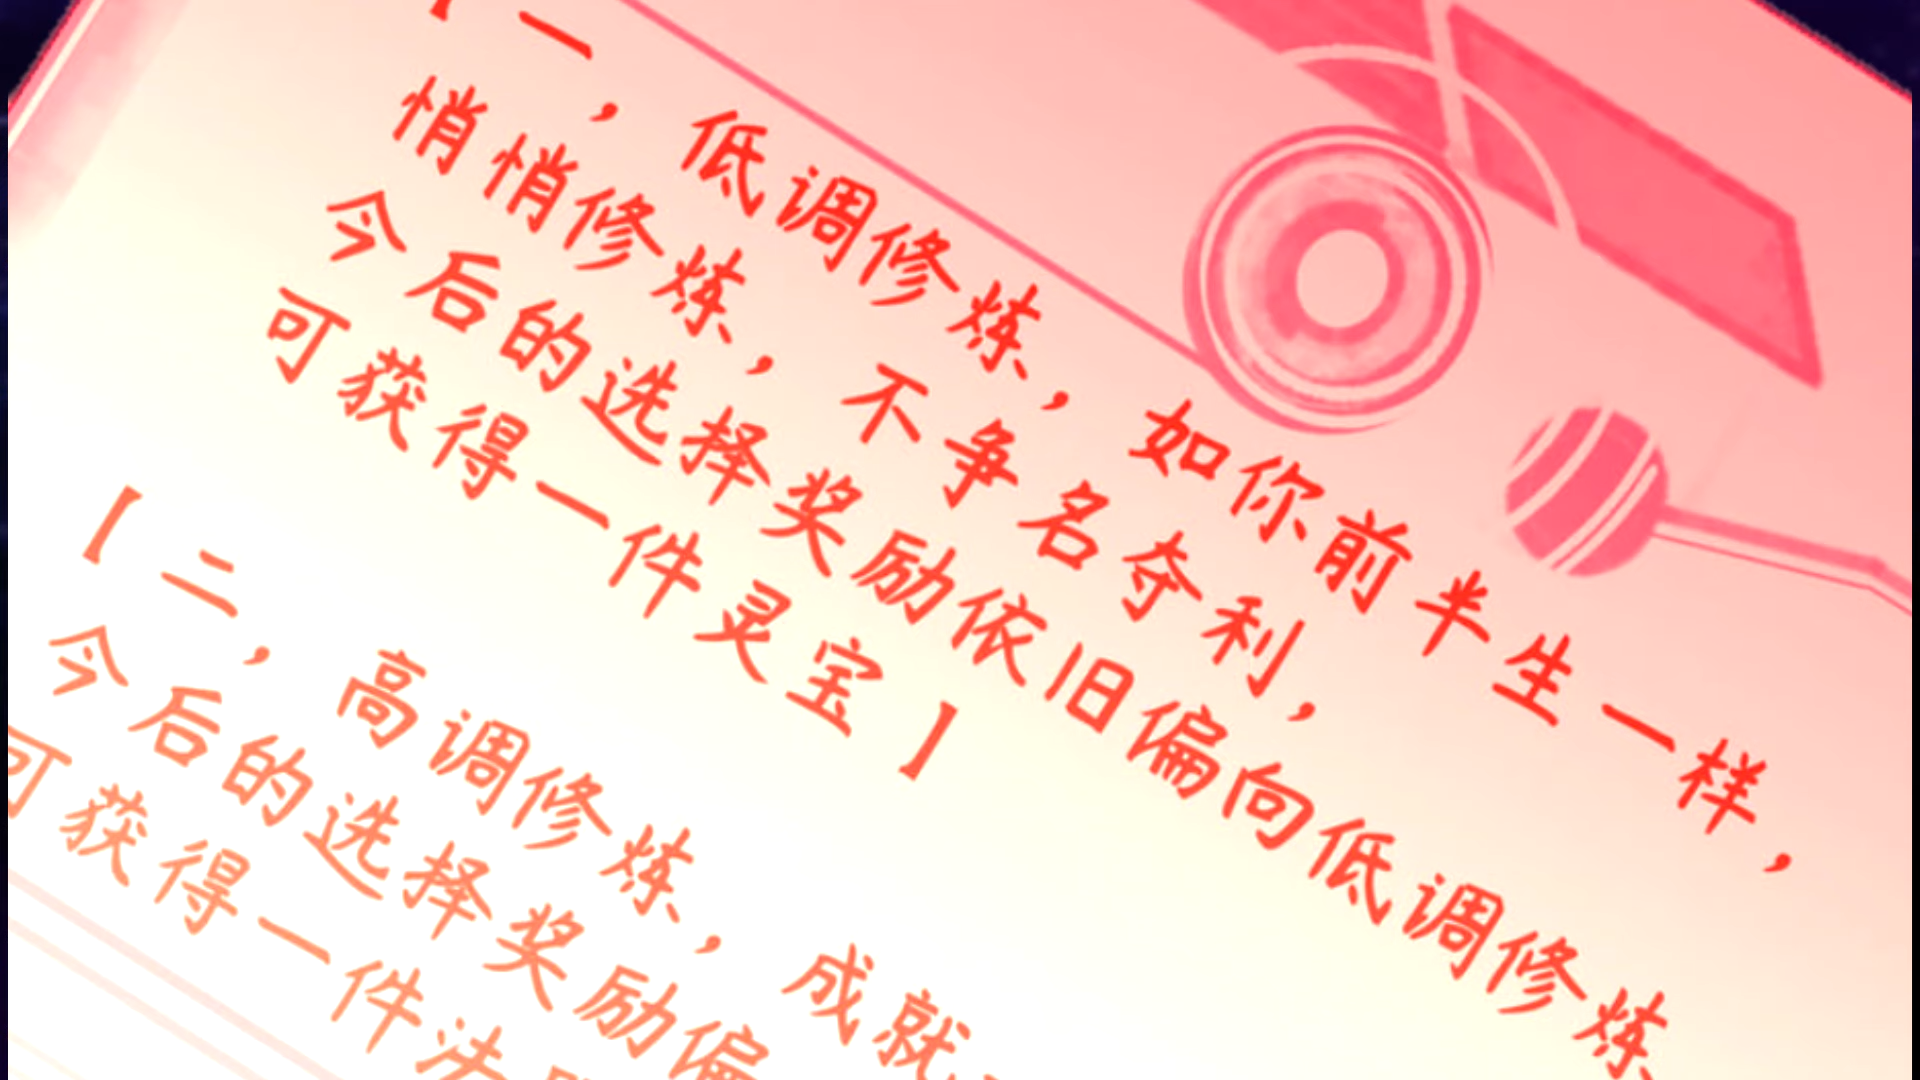 【一，低调修炼，如你前半生一样，
悄悄修炼，不争名夺利，
今后的选择奖励依旧偏向低调修炼
可获得一件灵宝】
【二，高调修炼，成就
今后的选择奖励偏
可获得一件法